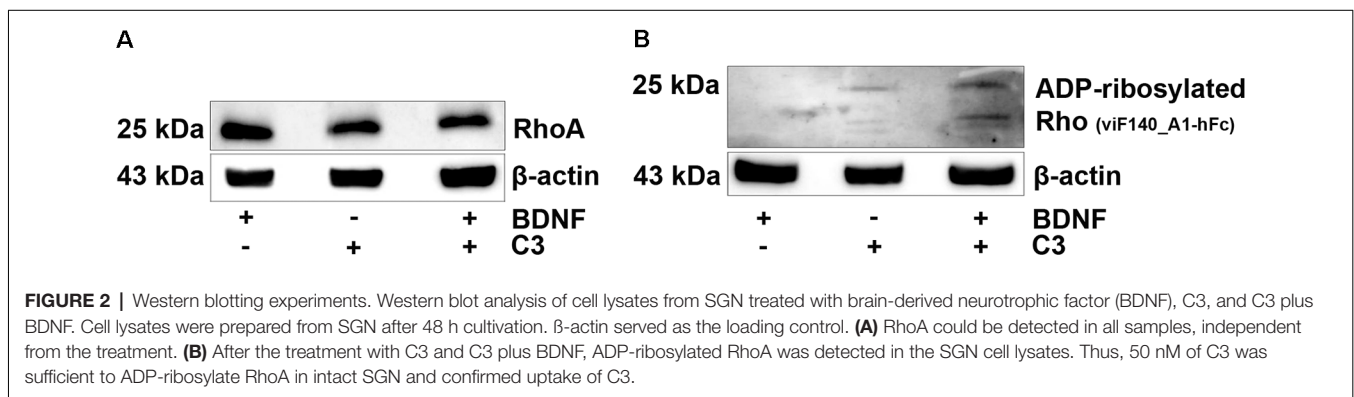 A
B
25 kDa
RhoA
43 kDa
β-actin
+ - + BDNF
- + + C3
25 kDa
ADP-ribosylated
Rho (viF140_A1-hFc)
43 kDa
β-actin
+ - + BDNF
- + + C3
FIGURE 2 | Western blotting experiments. Western blot analysis of cell lysates from SGN treated with brain-derived neurotrophic factor (BDNF), C3, and C3 plus
BDNF. Cell lysates were prepared from SGN after 48 h cultivation. ß-actin served as the loading control. (A) RhoA could be detected in all samples, independent
from the treatment. (B) After the treatment with C3 and C3 plus BDNF, ADP-ribosylated RhoA was detected in the SGN cell lysates. Thus, 50 nM of C3 was
sufficient to ADP-ribosylate RhoA in intact SGN and confirmed uptake of C3.